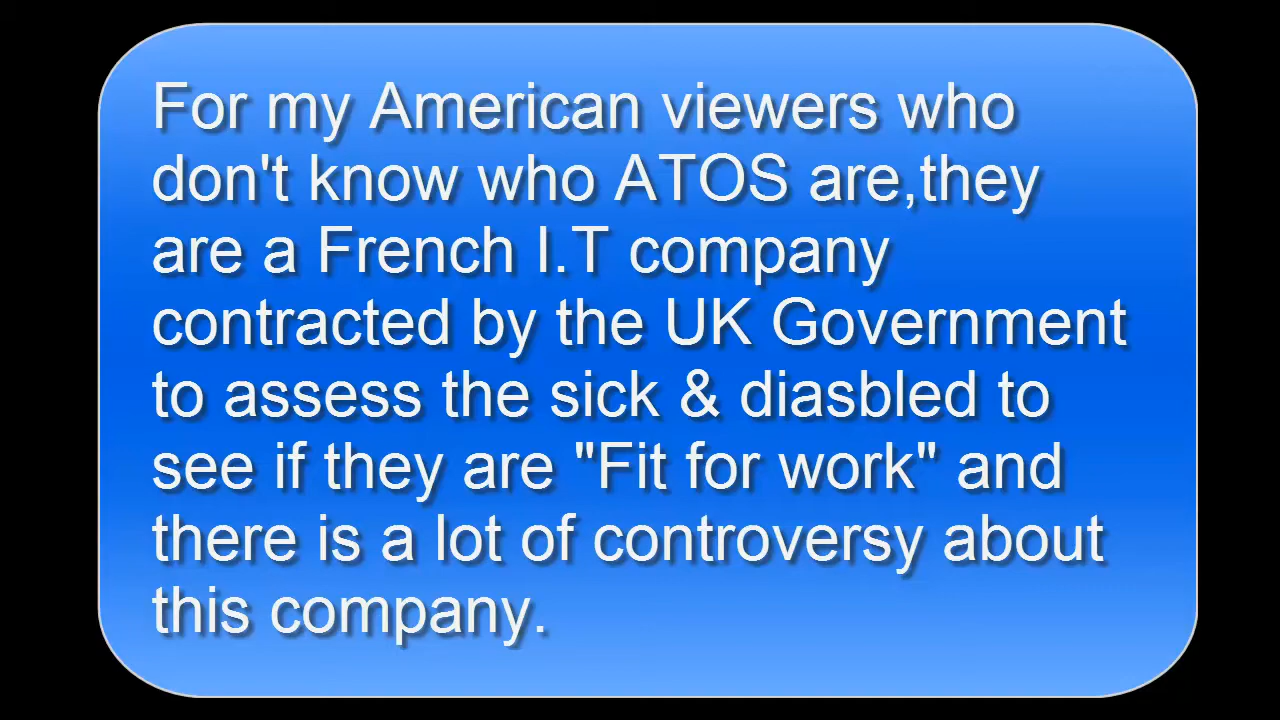 For my American viewers who
don't know who ATOS are,they
are a French I.T company
contracted by the UK Government
to assess the sick & diasbled to
see if they are "Fit for work" and
there is a lot of controversy about
this company.